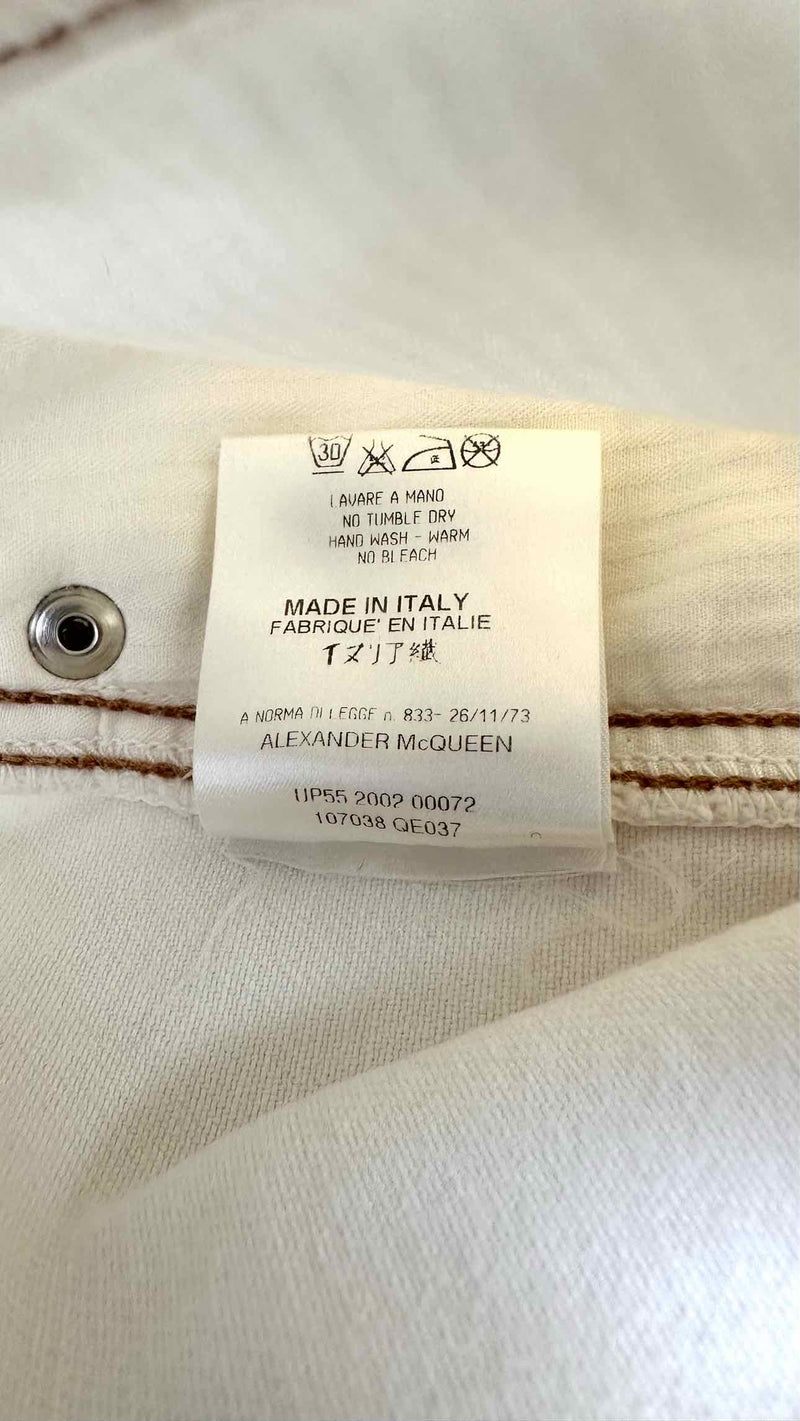 30
LAVARE A MANO
NO TUMBLE DRY
HAND WASH - WARM
NO BLEACH
MADE IN ITALY
FABRIQUE' EN ITALIE
イタリア織
A NORMA DI LEGGE n. 833- 26/11/73
ALEXANDER McQUEEN
UP55 2002 00072
107038 QE037